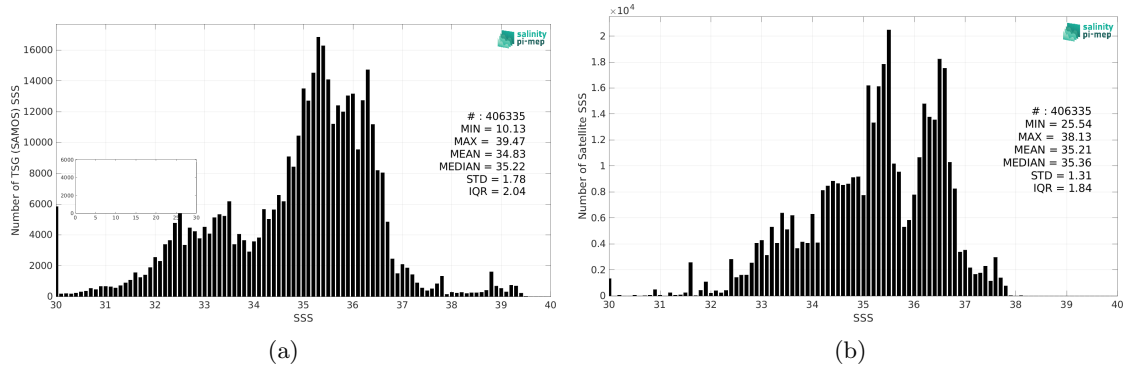 salinity
pi-mep
16000
14000
12000
10000
8000
6000
4000
2000
0
Number of TSG (SAMOS) SSS
# : 406335
MIN = 10.13
MAX = 39.47
MEAN = 34.83
MEDIAN = 35.22
STD = 1.78
IQR = 2.04
6000
4000
2000
0
0 5 10 15 20 25 30
30 31 32 33 34 35 36 37 38 39 40
SSS
(a)
×10⁴
salinity
pi-mep
2
1.8
1.6
1.4
1.2
1
0.8
0.6
0.4
0.2
0
Number of Satellite SSS
# : 406335
MIN = 25.54
MAX = 38.13
MEAN = 35.21
MEDIAN = 35.36
STD = 1.31
IQR = 1.84
30 31 32 33 34 35 36 37 38 39 40
SSS
(b)